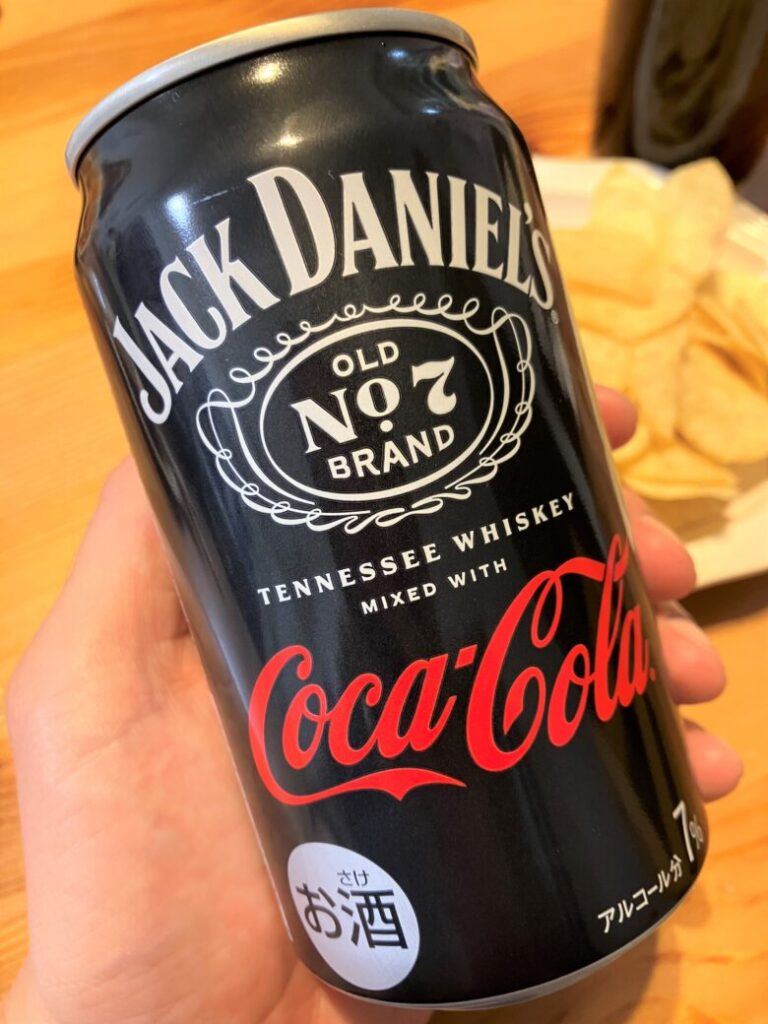 JACK DANIEL'S®
OLD
Nº 7
BRAND
TENNESSEE WHISKEY
MIXED WITH
Coca-Cola®
さけ
お酒
アルコール分 7%